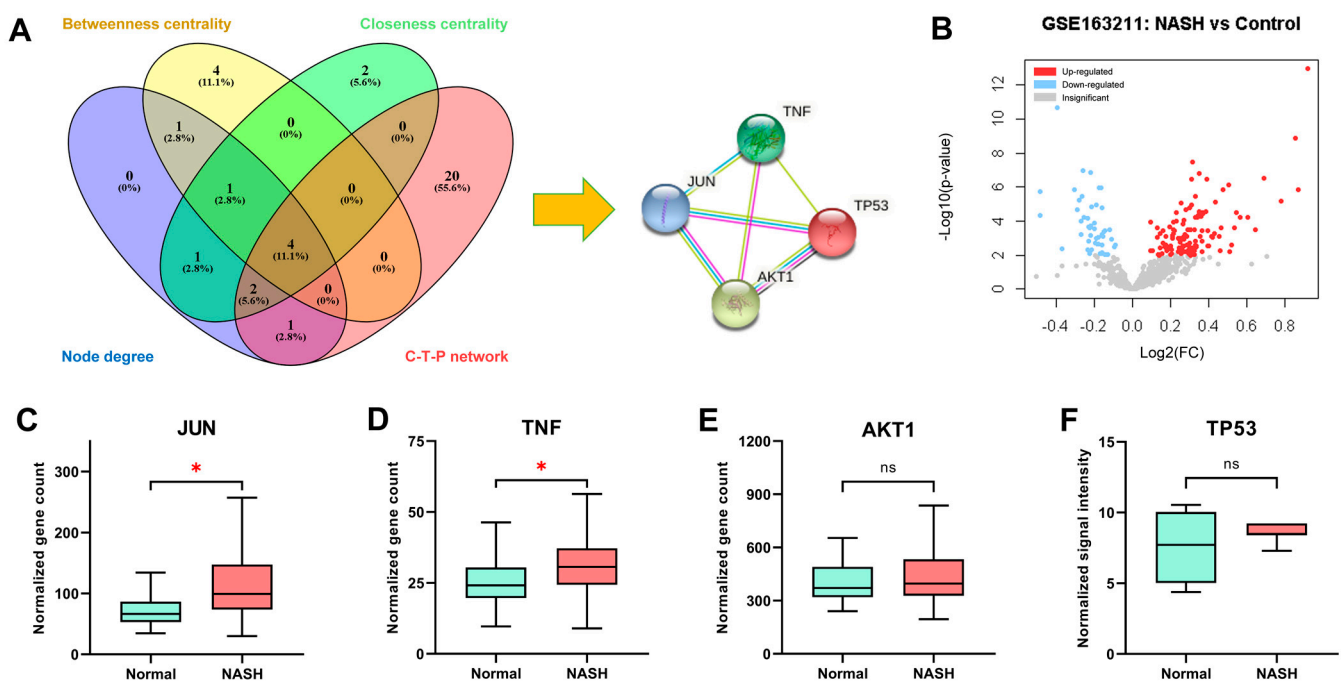 A
Betweenness centrality
Closeness centrality
4
(11.1%)
2
(5.6%)
1
(2.8%)
0
(0%)
0
(0%)
0
(0%)
1
(2.8%)
0
(0%)
20
(55.6%)
4
(11.1%)
1
(2.8%)
0
(0%)
2
(5.6%)
0
(0%)
1
(2.8%)
Node degree
C-T-P network
TNF
JUN
TP53
AKT1
B
GSE163211: NASH vs Control
Up-regulated
Down-regulated
Insignificant
-Log10(p-value)
12
10
8
6
4
2
0
-0.4
-0.2
0.0
0.2
0.4
0.6
0.8
Log2(FC)
C
JUN
*
Normalized gene count
300
200
100
0
Normal
NASH
D
TNF
*
Normalized gene count
75
50
25
0
Normal
NASH
E
AKT1
ns
Normalized gene count
1200
900
600
300
0
Normal
NASH
F
TP53
ns
Normalized signal intensity
15
10
5
0
Normal
NASH